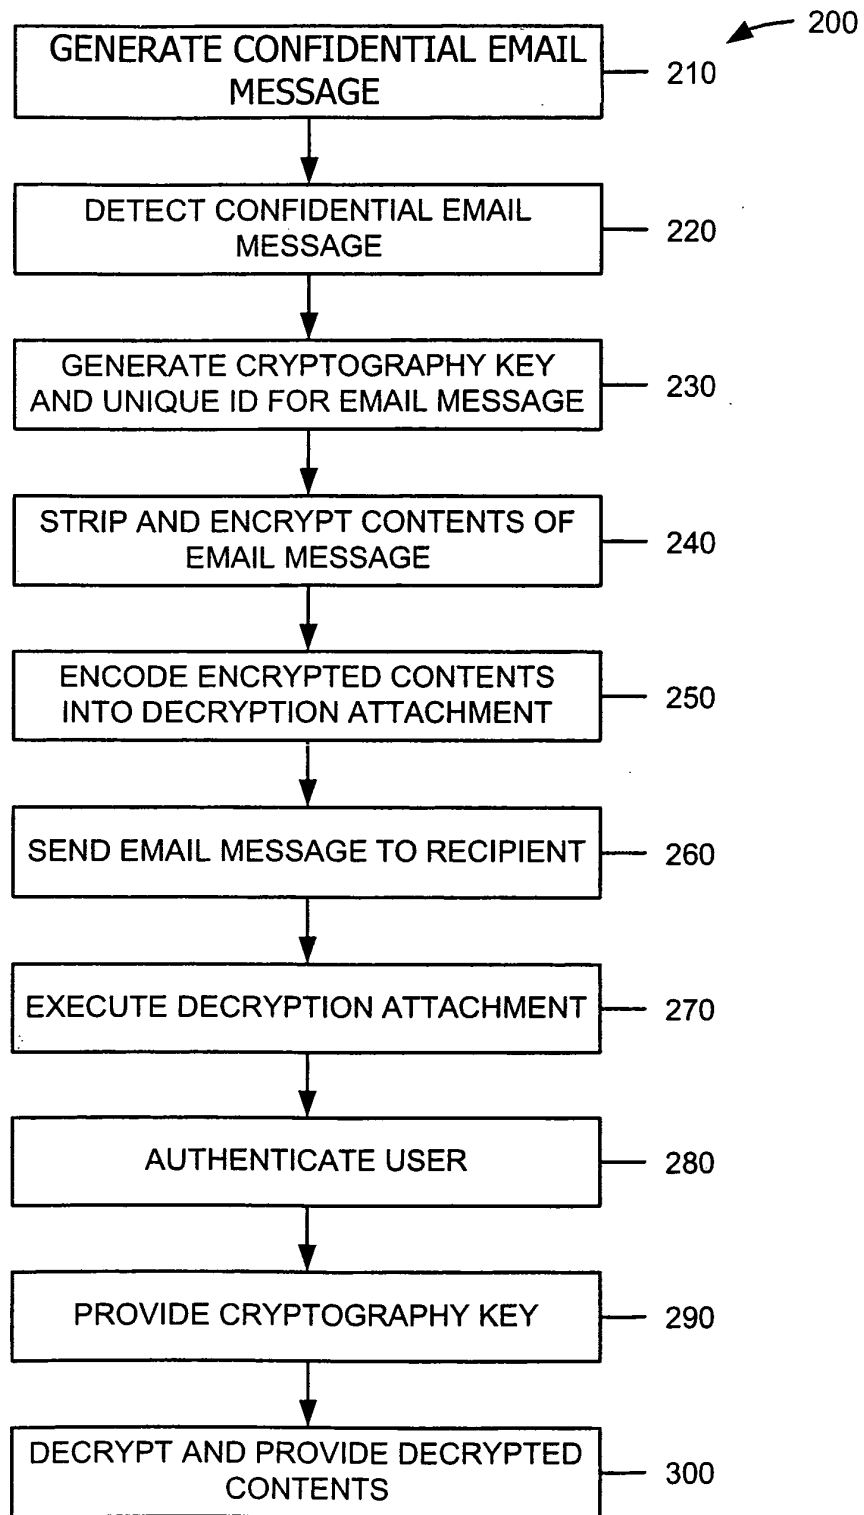 200
GENERATE CONFIDENTIAL EMAIL
MESSAGE
210
DETECT CONFIDENTIAL EMAIL
MESSAGE
220
GENERATE CRYPTOGRAPHY KEY
AND UNIQUE ID FOR EMAIL MESSAGE
230
STRIP AND ENCRYPT CONTENTS OF
EMAIL MESSAGE
240
ENCODE ENCRYPTED CONTENTS
INTO DECRYPTION ATTACHMENT
250
SEND EMAIL MESSAGE TO RECIPIENT
260
EXECUTE DECRYPTION ATTACHMENT
270
AUTHENTICATE USER
280
PROVIDE CRYPTOGRAPHY KEY
290
DECRYPT AND PROVIDE DECRYPTED
CONTENTS
300